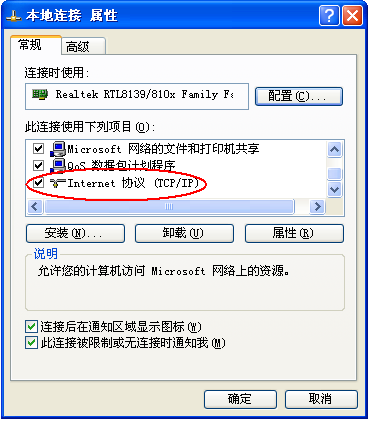 本地连接 属性
常规
高级
连接时使用:
Realtek RTL8139/810x Family Fa
配置(C)...
此连接使用下列项目(O):
Microsoft 网络的文件和打印机共享
QoS 数据包计划程序
Internet 协议 (TCP/IP)
安装(N)...
卸载(U)
属性(R)
说明
允许您的计算机访问 Microsoft 网络上的资源。
连接后在通知区域显示图标(W)
此连接被限制或无连接时通知我(M)
确定
取消